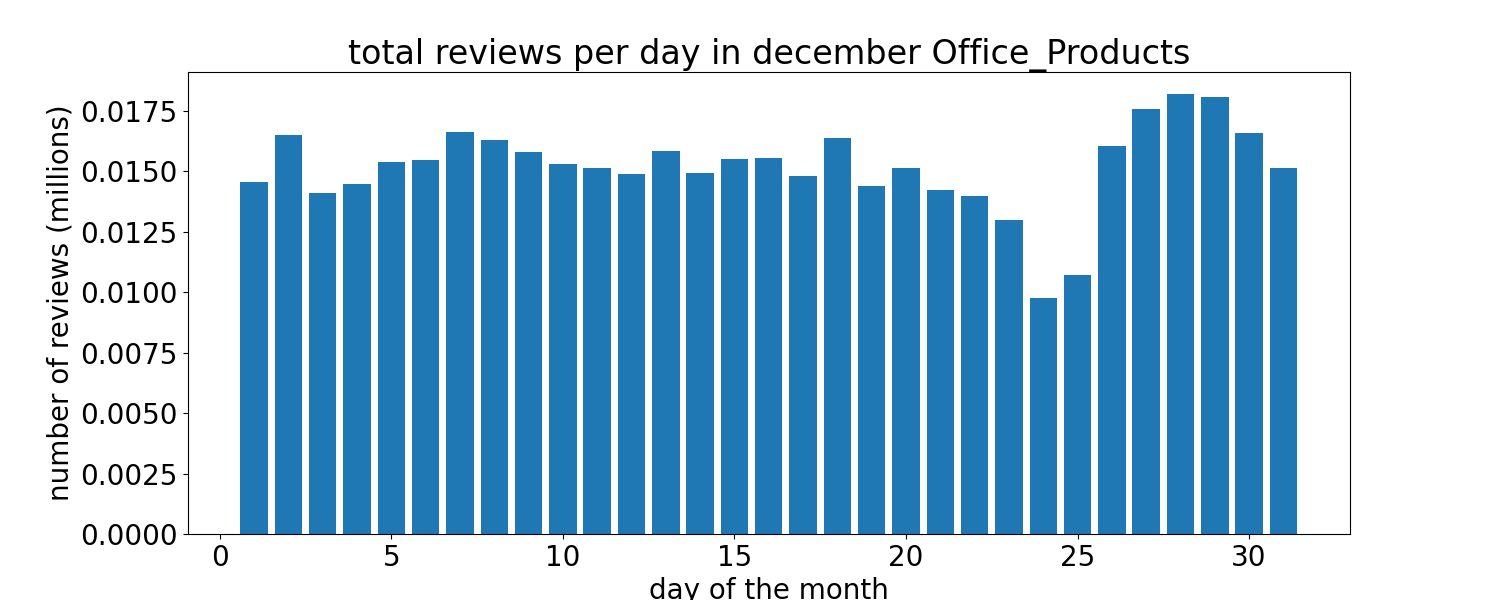 total reviews per day in december Office_Products
number of reviews (millions)
0.0175
0.0150
0.0125
0.0100
0.0075
0.0050
0.0025
0.0000
0 5 10 15 20 25 30
day of the month